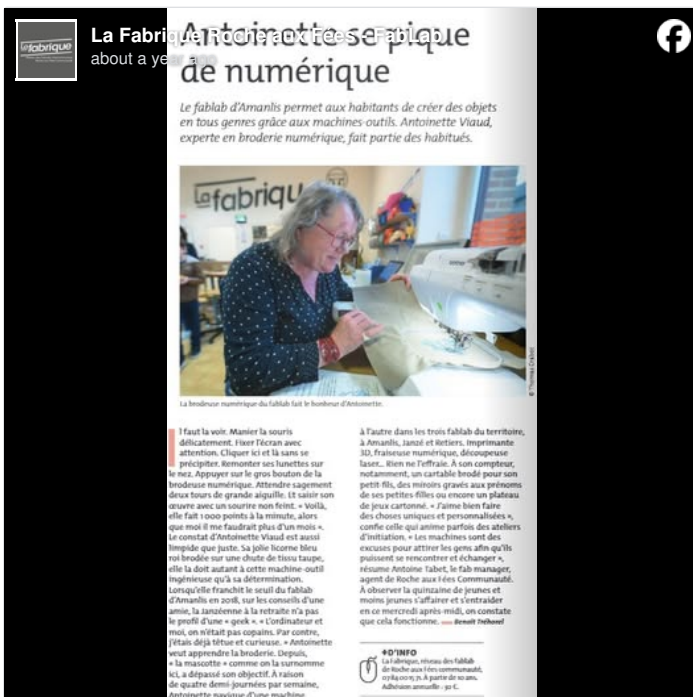 La Fabrique Roche aux Fées - FabLab
about a year ago
la fabrique
Antoinette se pique
de numérique
Le fablab d'Amanlis permet aux habitants de créer des objets
en tous genres grâce aux machines-outils. Antoinette Viaud,
experte en broderie numérique, fait partie des habitués.
La fabrique
© Thomas Crabot
La brodeuse numérique du fablab fait le bonheur d'Antoinette.
Il faut la voir. Manier la souris
délicatement. Fixer l'écran avec
attention. Cliquer ici et là sans se
précipiter. Remonter ses lunettes sur
le nez. Appuyer sur le gros bouton de la
brodeuse numérique. Attendre sagement
deux tours de grande aiguille. Et saisir son
œuvre avec un sourire non feint. « Voilà,
elle fait 1 000 points à la minute, alors
que moi il me faudrait plus d'un mois ».
Le constat d'Antoinette Viaud est aussi
limpide que juste. Sa jolie licorne bleu
roi brodée sur une chute de tissu taupe,
elle la doit autant à cette machine-outil
ingénieuse qu'à sa détermination.
Lorsqu'elle franchit le seuil du fablab
d'Amanlis en 2018, sur les conseils d'une
amie, la Janzéenne à la retraite n'a pas
le profil d'une « geek ». « L'ordinateur et
moi, on n'était pas copains. Par contre,
j'étais déjà têtue et curieuse. » Antoinette
veut apprendre la broderie. Depuis,
« la mascotte » comme on la surnomme
ici, a dépassé son objectif. À raison
de quatre demi-journées par semaine,
Antoinette navigue d'une machine
à l'autre dans les trois fablab du territoire,
à Amanlis, Janzé et Retiers. Imprimante
3D, fraiseuse numérique, découpeuse
laser... Rien ne l'effraie. À son compteur,
notamment, un cartable brodé pour son
petit-fils, des miroirs gravés aux prénoms
de ses petites-filles ou encore un plateau
de jeux cartonné. « J'aime bien faire
des choses uniques et personnalisées »,
confie celle qui anime parfois des ateliers
d'initiation. « Les machines sont des
excuses pour attirer les gens afin qu'ils
puissent se rencontrer et échanger »,
résume Antoine Tabet, le fab manager,
agent de Roche aux Fées Communauté.
À observer la quinzaine de jeunes et
moins jeunes s'affairer et s'entraider
en ce mercredi après-midi, on constate
que cela fonctionne. — Benoît Tréhorel
+D'INFO
La Fabrique, réseau des fablab
de Roche aux Fées communauté,
À partir de 10 ans.
Adhésion annuelle : 30 €.